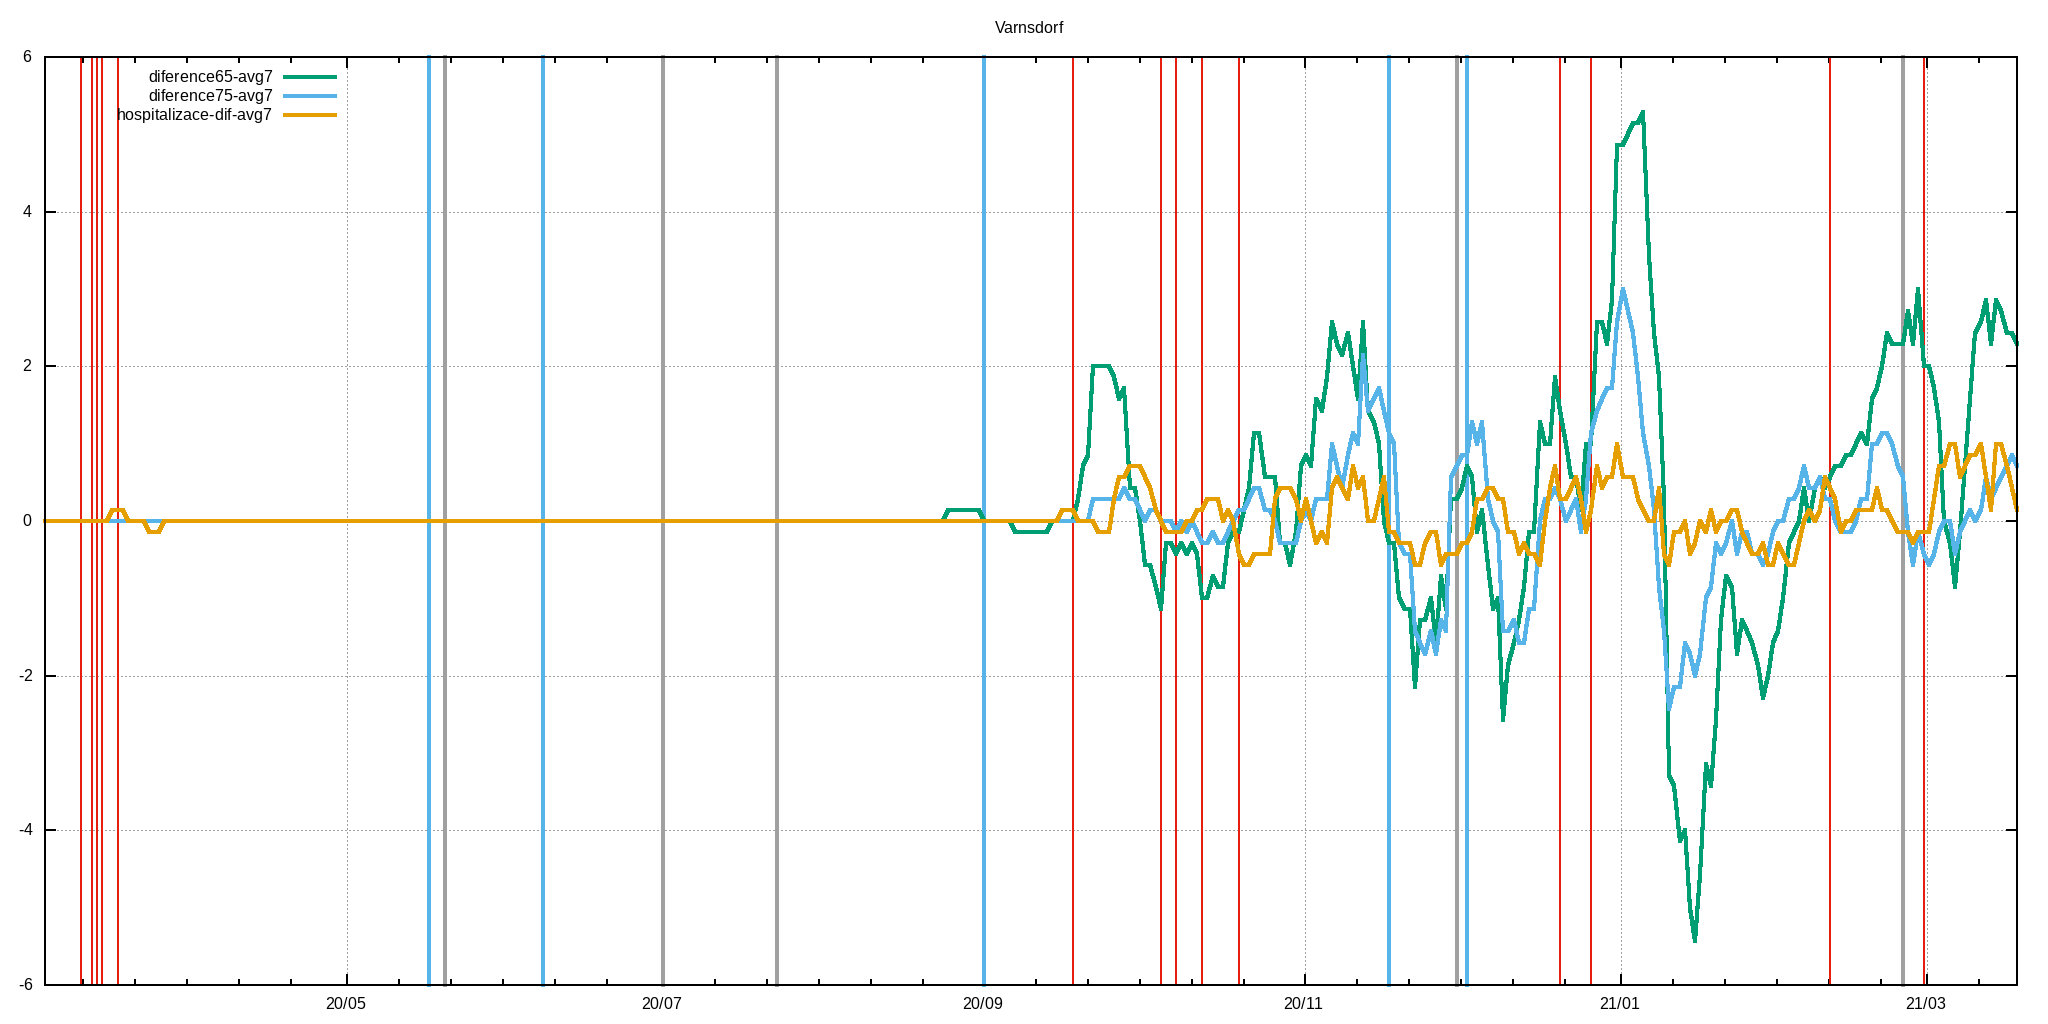 Varnsdorf
6
diference65-avg7
diference75-avg7
hospitalizace-dif-avg7
4
2
0
-2
-4
-6
20/05 20/07 20/09 20/11 21/01 21/03